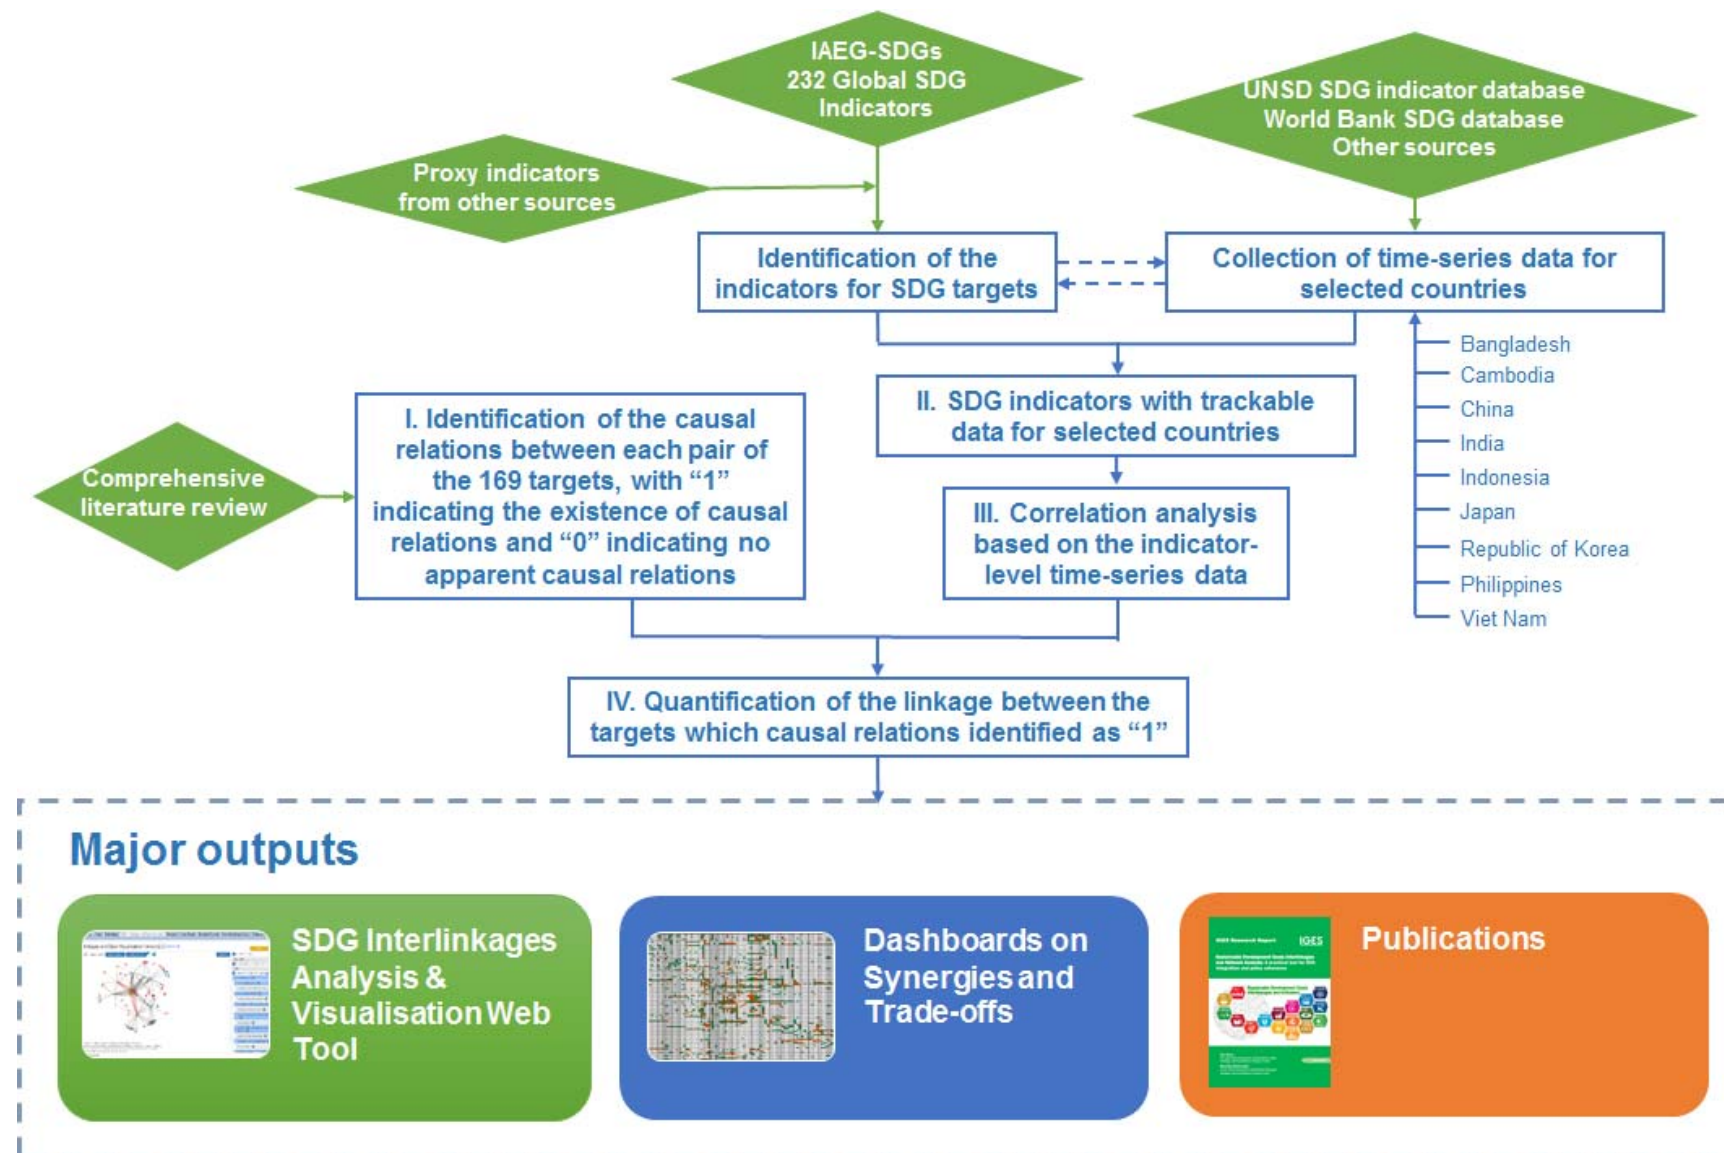 IAEG-SDGs
232 Global SDG
Indicators
UNSD SDG indicator database
World Bank SDG database
Other sources
Proxy indicators
from other sources
Identification of the
indicators for SDG targets
Collection of time-series data for
selected countries
Bangladesh
Cambodia
China
India
Indonesia
Japan
Republic of Korea
Philippines
Viet Nam
II. SDG indicators with trackable
data for selected countries
Comprehensive
literature review
I. Identification of the causal
relations between each pair of
the 169 targets, with “1”
indicating the existence of causal
relations and “0” indicating no
apparent causal relations
III. Correlation analysis
based on the indicator-
level time-series data
IV. Quantification of the linkage between the
targets which causal relations identified as “1”
Major outputs
SDG Interlinkages
Analysis &
Visualisation Web
Tool
Dashboards on
Synergies and
Trade-offs
IGES
Publications